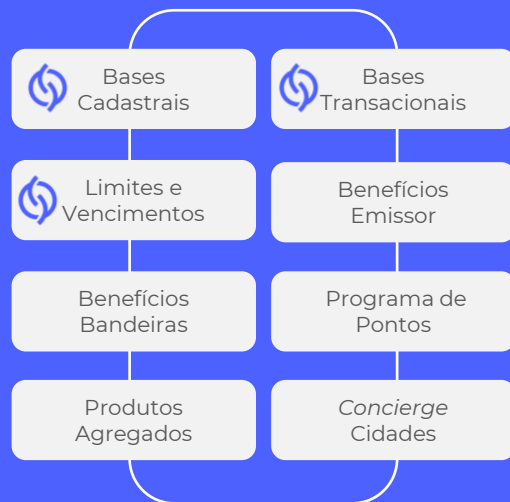 Bases
Cadastrais
Bases
Transacionais
Limites e
Vencimentos
Benefícios
Emissor
Benefícios
Bandeiras
Programa de
Pontos
Produtos
Agregados
Concierge
Cidades